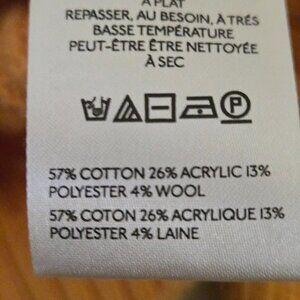 À PLAT
REPASSER, AU BESOIN, À TRÉS
BASSE TEMPÉRATURE
PEUT-ÊTRE ÊTRE NETTOYÉE
À SEC
P
57% COTTON 26% ACRYLIC 13%
POLYESTER 4% WOOL
57% COTON 26% ACRYLIQUE 13%
POLYESTER 4% LAINE